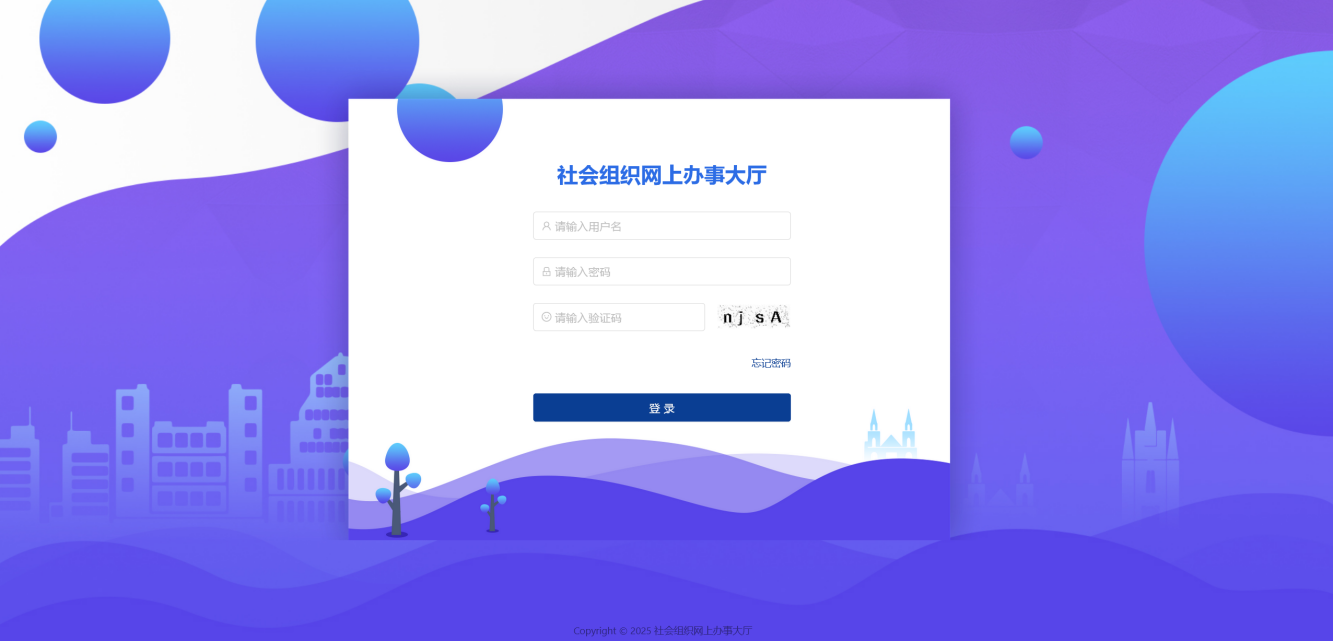 社会组织网上办事大厅
请输入用户名
请输入密码
请输入验证码
n j s A
忘记密码
登 录
Copyright © 2025 社会组织网上办事大厅